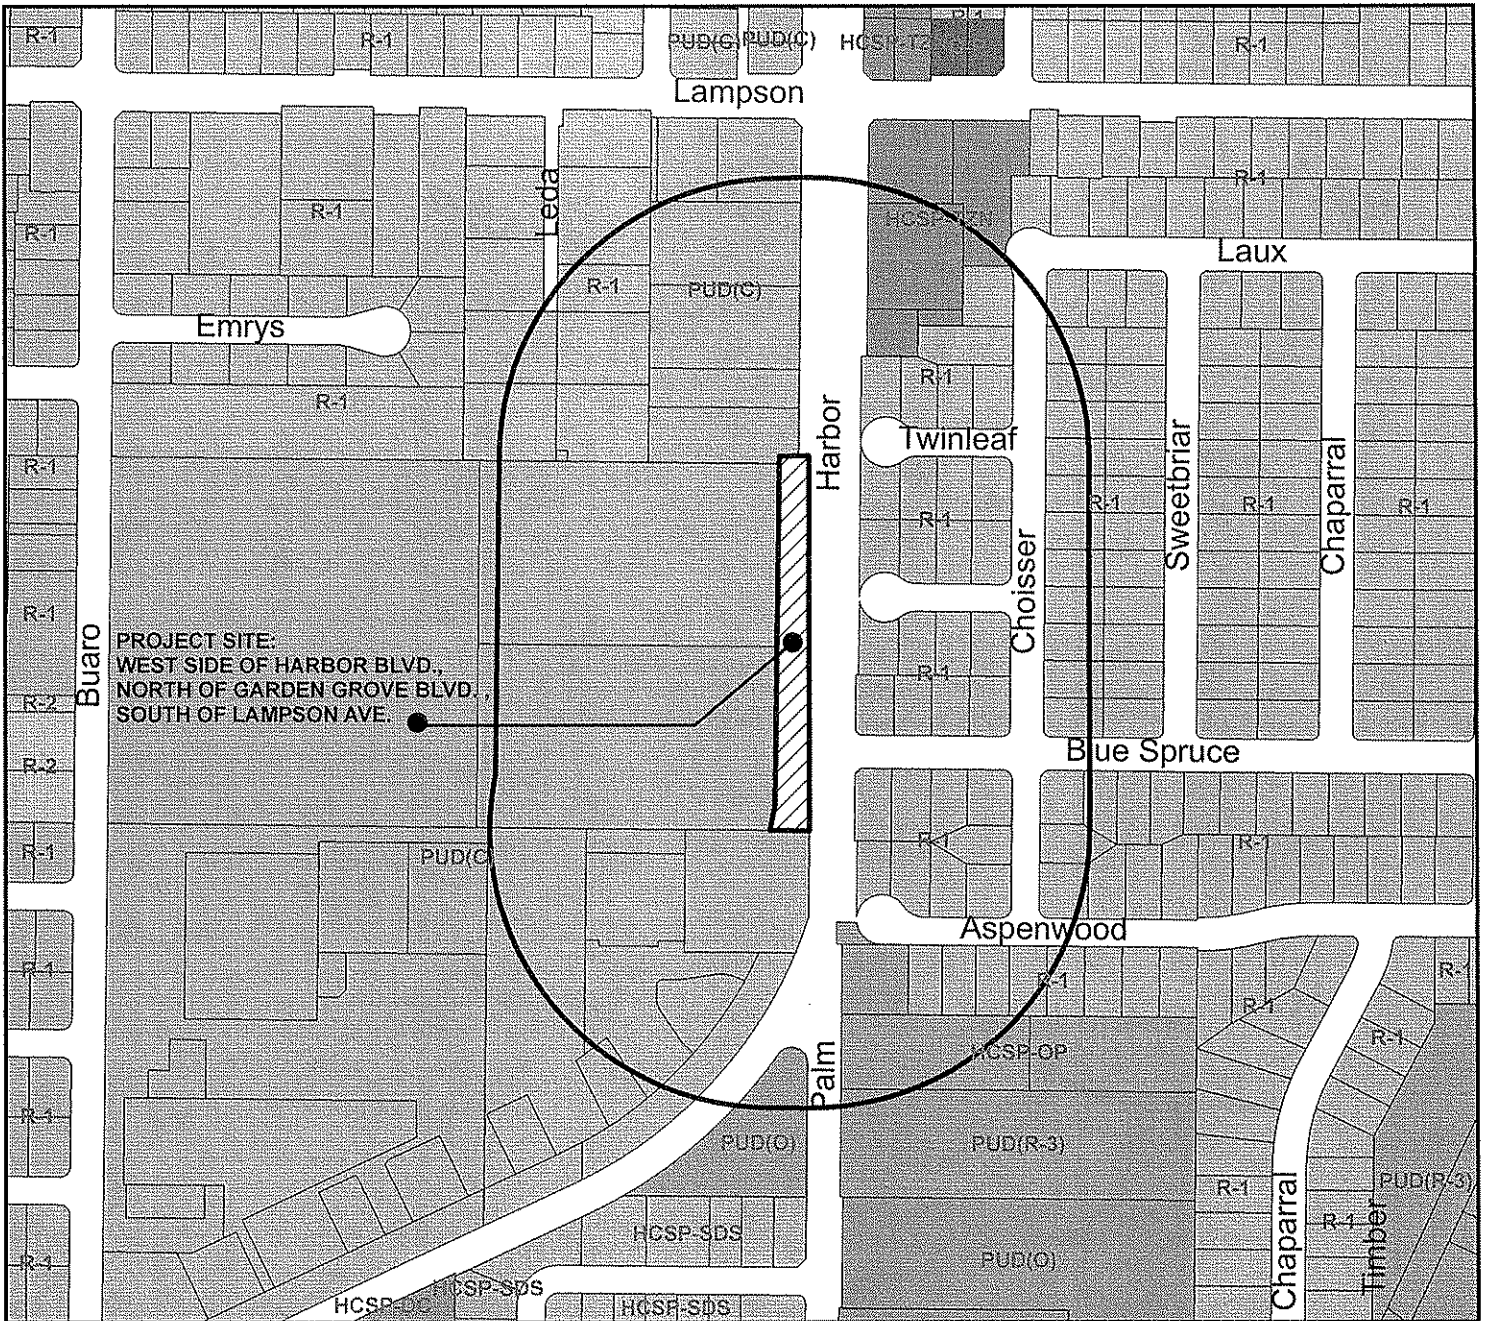 R-1
R-1
R-1
PUD(C)
PUD(C)
R-1
Lampson
R-1
R-1
R-1
Leda
Laux
R-1
PUD(C)
Emrys
R-1
R-1
Harbor
Twinleaf
R-1
R-1
R-1
R-1
R-1
Sweetbriar
Chaparral
Choisser
R-1
R-1
Buaro
PROJECT SITE:
WEST SIDE OF HARBOR BLVD.,
NORTH OF GARDEN GROVE BLVD.,
SOUTH OF LAMPSON AVE.
R-2
R-2
Blue Spruce
R-1
PUD(C
R-1
R-1
Aspenwood
R-1
R-1
R-1
R-1
R-1
HCSP-OP
Palm
R-1
PUD(O)
PUD(R-3)
R-1
PUD(R-3)
R-1
Chaparral
Timber
HCSP-SDS
PUD(O)
R-1
HCSP-SDS
HCSP-DC
HCSP-SDS